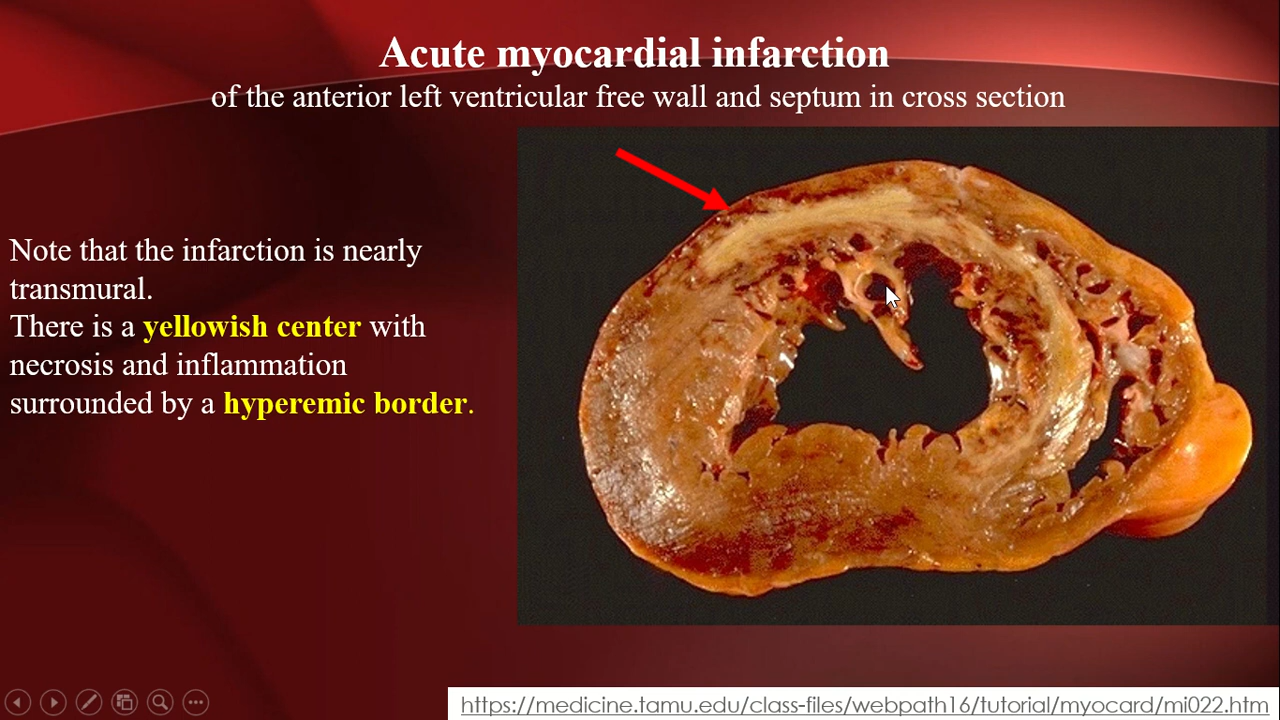 Acute myocardial infarction
of the anterior left ventricular free wall and septum in cross section
Note that the infarction is nearly
transmural.
There is a yellowish center with
necrosis and inflammation
surrounded by a hyperemic border.
https://medicine.tamu.edu/class-files/webpath16/tutorial/myocard/mi022.htm